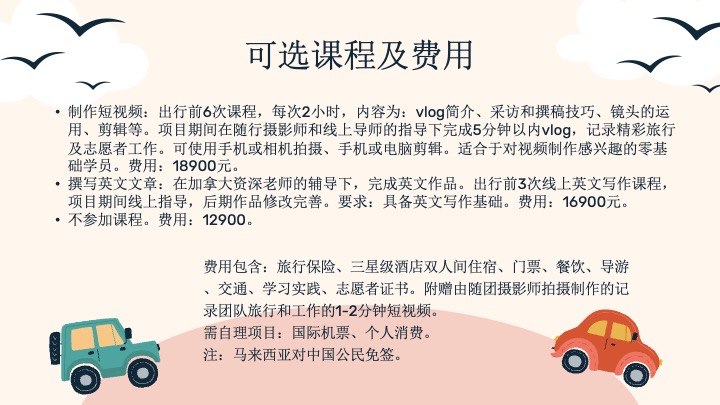 可选课程及费用
• 制作短视频：出行前6次课程，每次2小时，内容为：vlog简介、采访和撰稿技巧、镜头的运
用、剪辑等。项目期间在随行摄影师和线上导师的指导下完成5分钟以内vlog，记录精彩旅行
及志愿者工作。可使用手机或相机拍摄、手机或电脑剪辑。适合于对视频制作感兴趣的零基
础学员。费用：18900元。
• 撰写英文文章：在加拿大资深老师的辅导下，完成英文作品。出行前3次线上英文写作课程，
项目期间线上指导，后期作品修改完善。要求：具备英文写作基础。费用：16900元。
• 不参加课程。费用：12900。
费用包含：旅行保险、三星级酒店双人间住宿、门票、餐饮、导游
、交通、学习实践、志愿者证书。附赠由随团摄影师拍摄制作的记
录团队旅行和工作的1-2分钟短视频。
需自理项目：国际机票、个人消费。
注：马来西亚对中国公民免签。